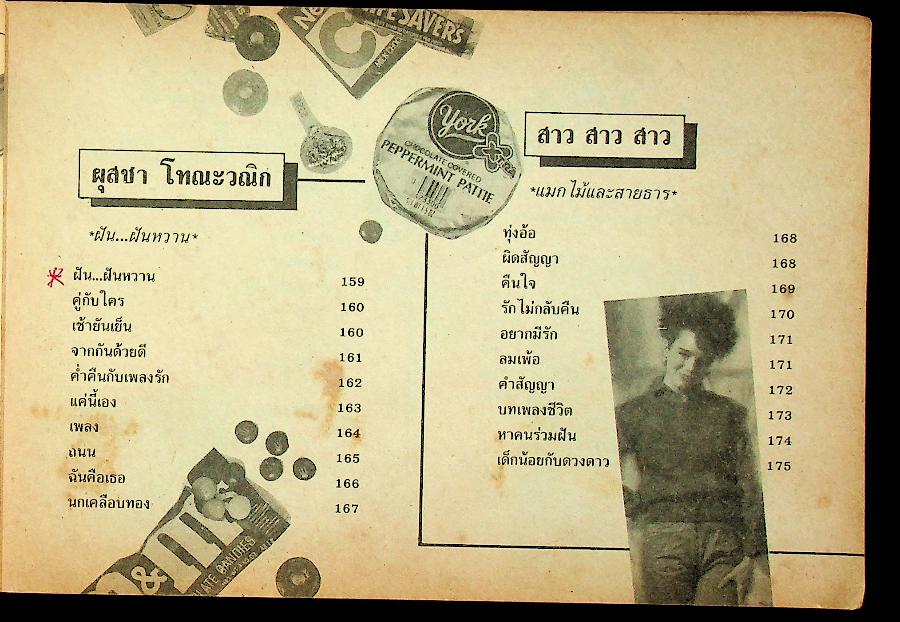 LIFE SAVERS
York
CHOCOLATE COVERED
PEPPERMINT PATTIE
ผุสชา โทณะวณิก
*ฝัน...ฝันหวาน*
ฝัน...ฝันหวาน 159
คู่กับใคร 160
เช้ายันเย็น 160
จากกันด้วยดี 161
ค่ำคืนกับเพลงรัก 162
แค่นี้เอง 163
เพลง 164
ถนน 165
ฉันคือเธอ 166
นกเคลือบทอง 167
สาว สาว สาว
*แมกไม้และสายธาร*
ทุ่งอ้อ 168
ผิดสัญญา 168
คืนใจ 169
รักไม่กลับคืน 170
อยากมีรัก 171
ลมเพ้อ 171
คำสัญญา 172
บทเพลงชีวิต 173
หาคนร่วมฝัน 174
เด็กน้อยกับดวงดาว 175